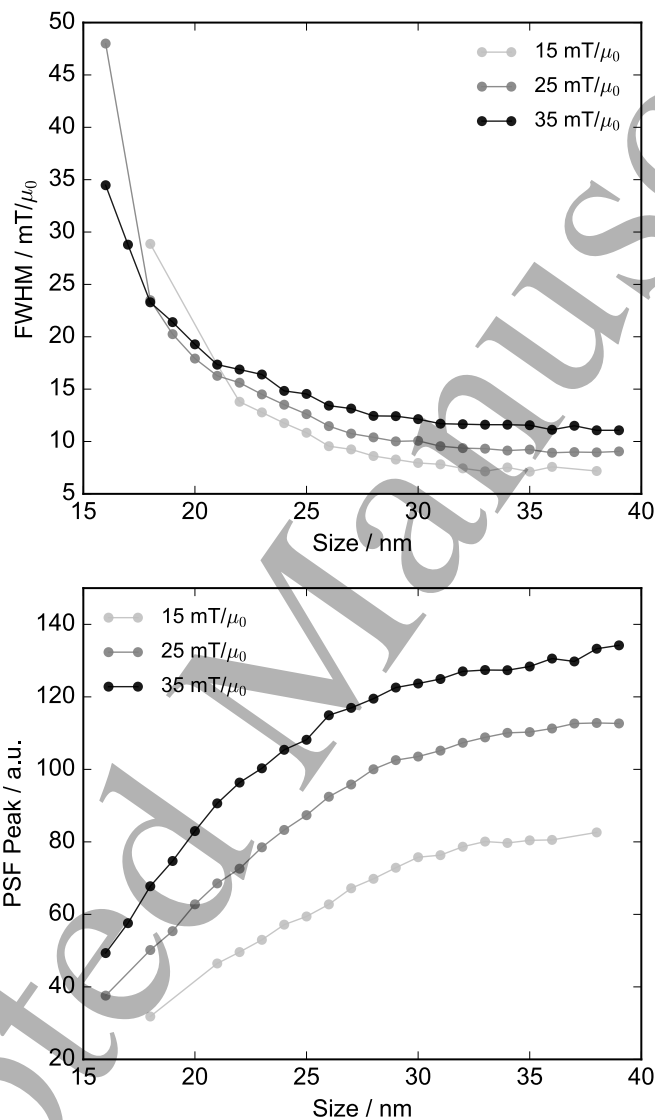 50
45
40
35
30
25
20
15
10
5
FWHM / mT/μ₀
15 mT/μ₀
25 mT/μ₀
35 mT/μ₀
15 20 25 30 35 40
Size / nm
140
120
100
80
60
40
20
PSF Peak / a.u.
15 mT/μ₀
25 mT/μ₀
35 mT/μ₀
15 20 25 30 35 40
Size / nm
ted Manusc